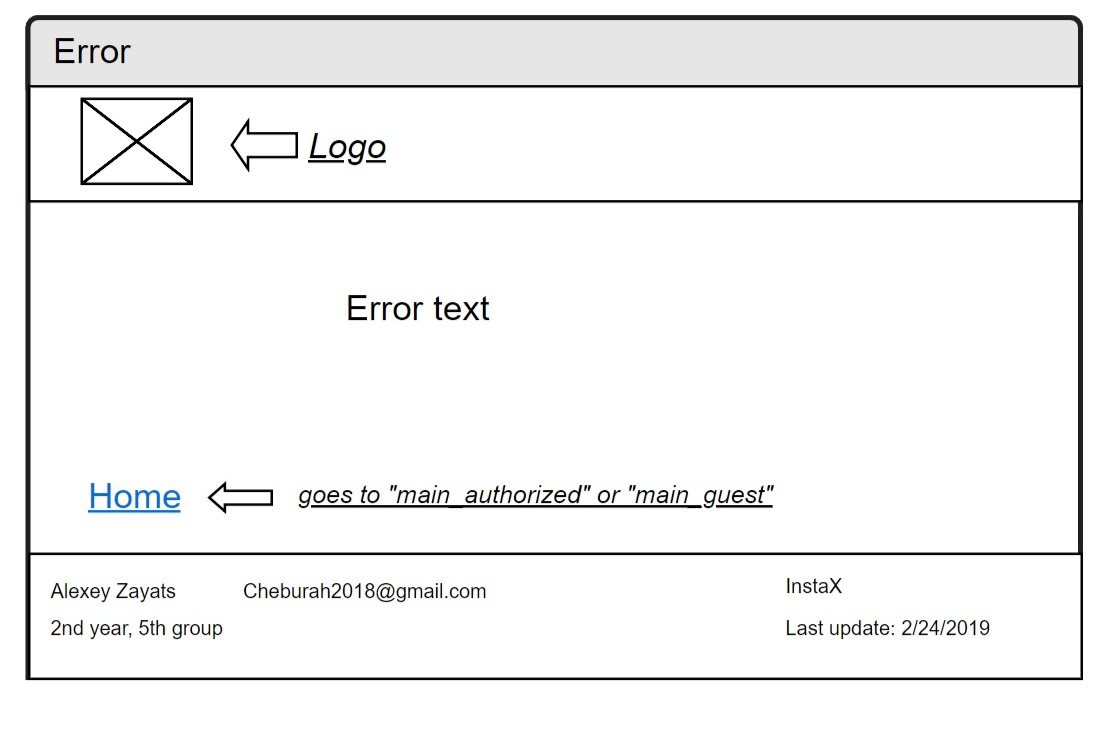 Error
Logo
Error text
Home
goes to "main_authorized" or "main_guest"
Alexey Zayats
Cheburah2018@gmail.com
InstaX
2nd year, 5th group
Last update: 2/24/2019